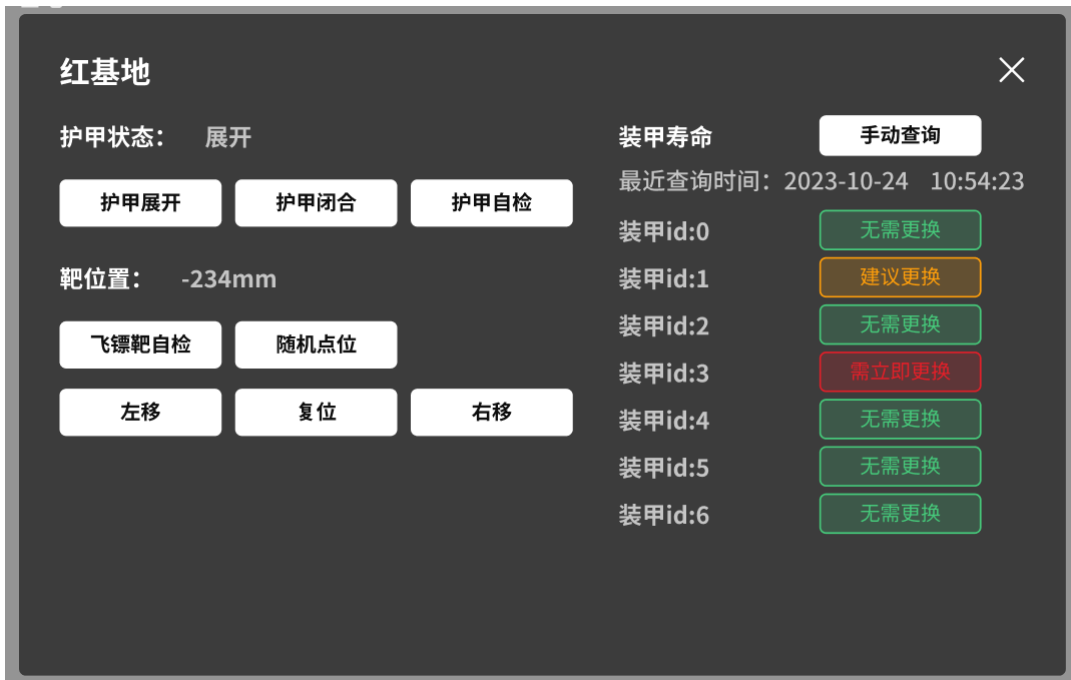 红基地
护甲状态： 展开
护甲展开 护甲闭合 护甲自检
靶位置： -234mm
飞镖靶自检 随机点位
左移 复位 右移
装甲寿命 手动查询
最近查询时间：2023-10-24 10:54:23
装甲id:0 无需更换
装甲id:1 建议更换
装甲id:2 无需更换
装甲id:3 需立即更换
装甲id:4 无需更换
装甲id:5 无需更换
装甲id:6 无需更换